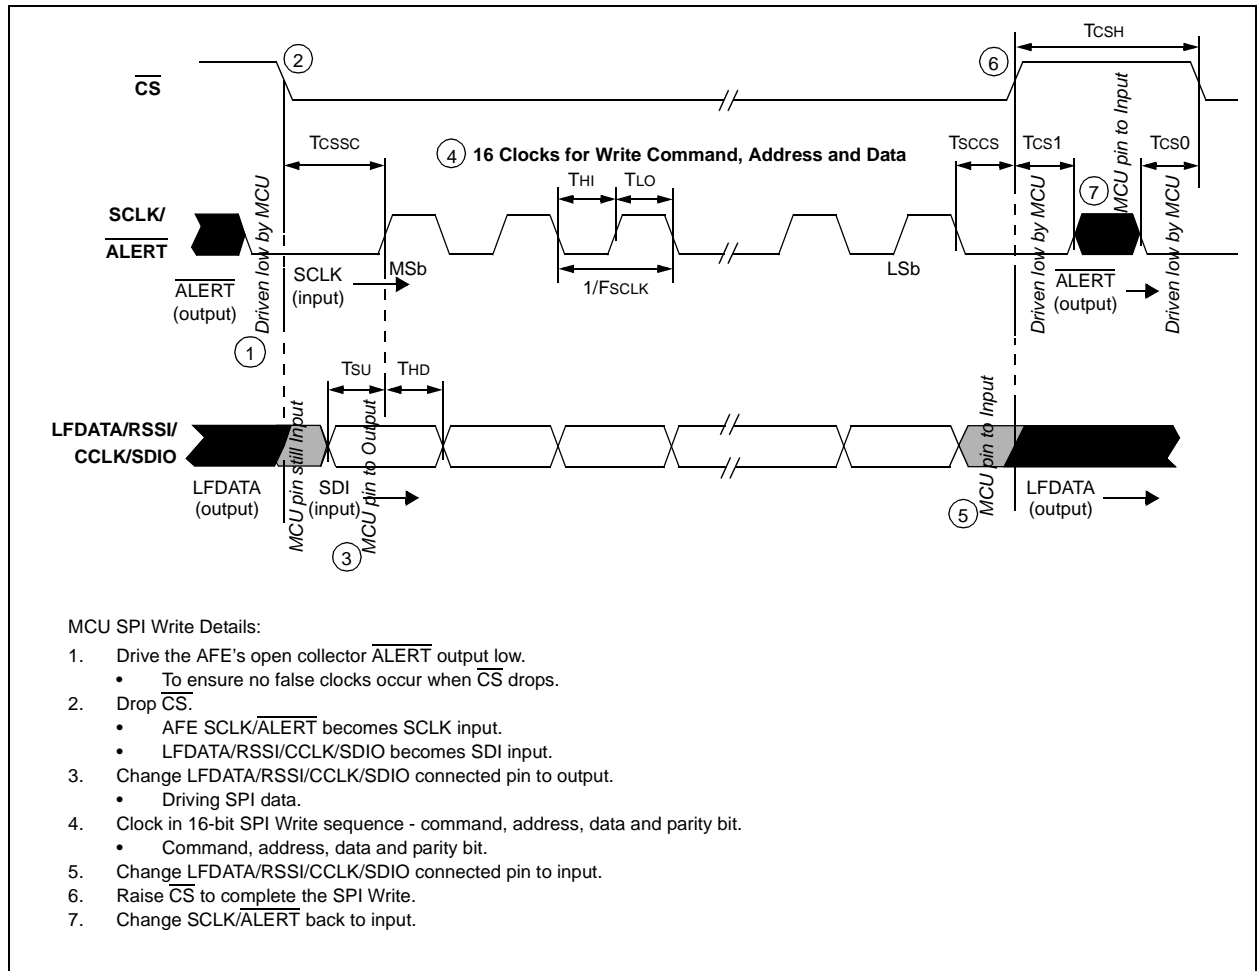 TCSH
2
6
CS
MCU pin to Input
TCSSC
4 16 Clocks for Write Command, Address and Data
TSCCS
TCS1
TCS0
THI
TLO
7
SCLK/
ALERT
Driven low by MCU
MSb
LSb
SCLK
(input)
1/FSCLK
ALERT
(output)
Driven low by MCU
ALERT
(output)
Driven low by MCU
1
TSU
THD
LFDATA/RSSI/
CCLK/SDIO
MCU pin still Input
MCU pin to Output
MCU pin to Input
LFDATA
(output)
SDI
(input)
LFDATA
(output)
3
5
MCU SPI Write Details:
1. Drive the AFE's open collector ALERT output low.
• To ensure no false clocks occur when CS drops.
2. Drop CS.
• AFE SCLK/ALERT becomes SCLK input.
• LFDATA/RSSI/CCLK/SDIO becomes SDI input.
3. Change LFDATA/RSSI/CCLK/SDIO connected pin to output.
• Driving SPI data.
4. Clock in 16-bit SPI Write sequence - command, address, data and parity bit.
• Command, address, data and parity bit.
5. Change LFDATA/RSSI/CCLK/SDIO connected pin to input.
6. Raise CS to complete the SPI Write.
7. Change SCLK/ALERT back to input.